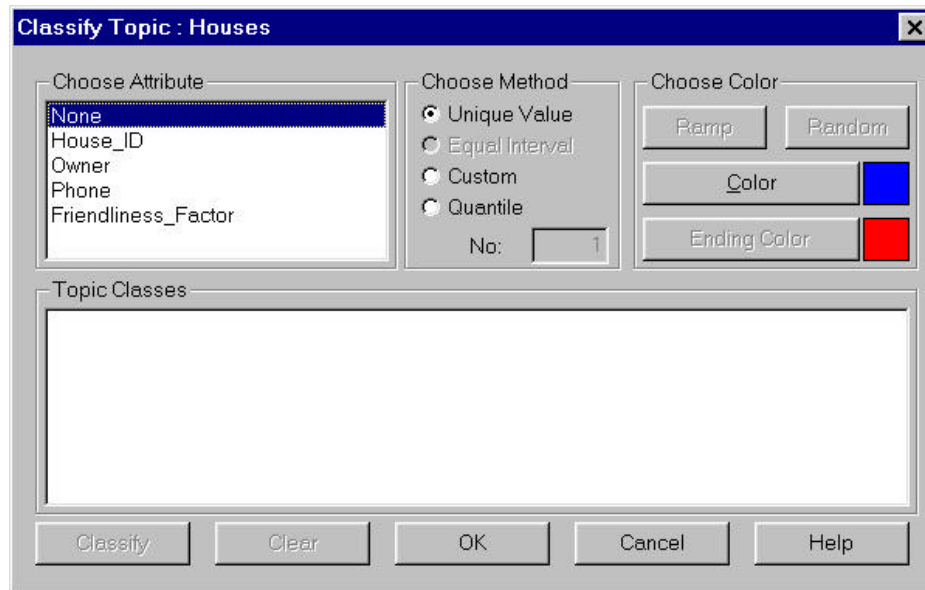 Classify Topic : Houses
Choose Attribute
None
House_ID
Owner
Phone
Friendliness_Factor
Choose Method
Unique Value
Equal Interval
Custom
Quantile
No: 1
Choose Color
Ramp Random
Color
Ending Color
Topic Classes
Classify Clear OK Cancel Help